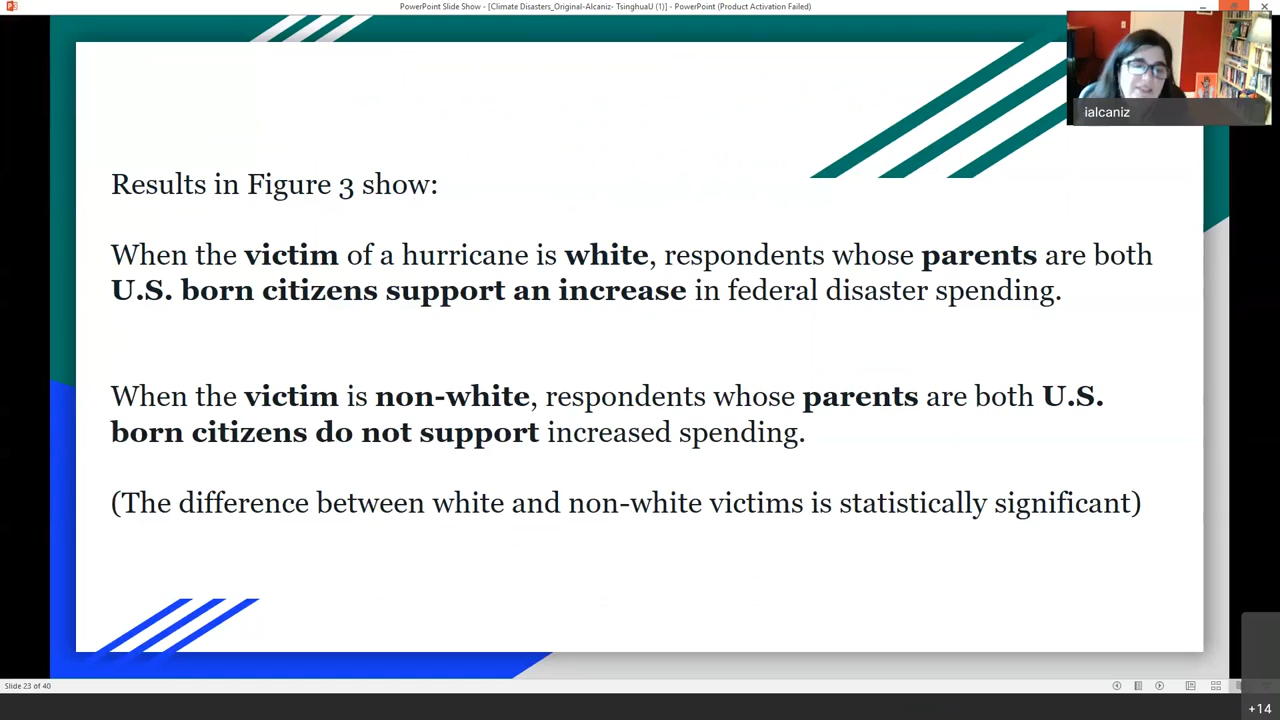 PowerPoint Slide Show - [Climate Disasters_Original-Alcaniz- TsinghuaU (1)] - PowerPoint (Product Activation Failed)
ialcaniz
Results in Figure 3 show:
When the victim of a hurricane is white, respondents whose parents are both
U.S. born citizens support an increase in federal disaster spending.
When the victim is non-white, respondents whose parents are both U.S.
born citizens do not support increased spending.
(The difference between white and non-white victims is statistically significant)
Slide 23 of 40
+14